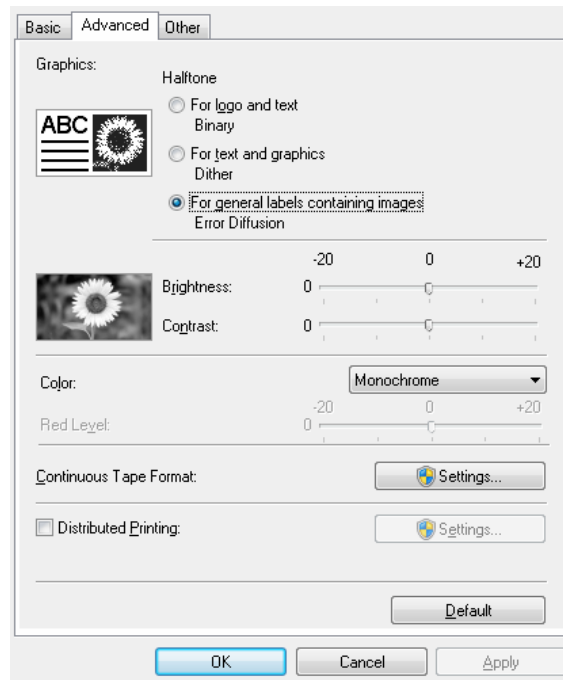 Basic Advanced Other
Graphics:
Halftone
For logo and text
Binary
ABC
For text and graphics
Dither
For general labels containing images
Error Diffusion
-20 0 +20
Brightness: 0
Contrast: 0
Color: Monochrome
-20 0 +20
Red Level: 0
Continuous Tape Format: Settings...
Distributed Printing: Settings...
Default
OK Cancel Apply